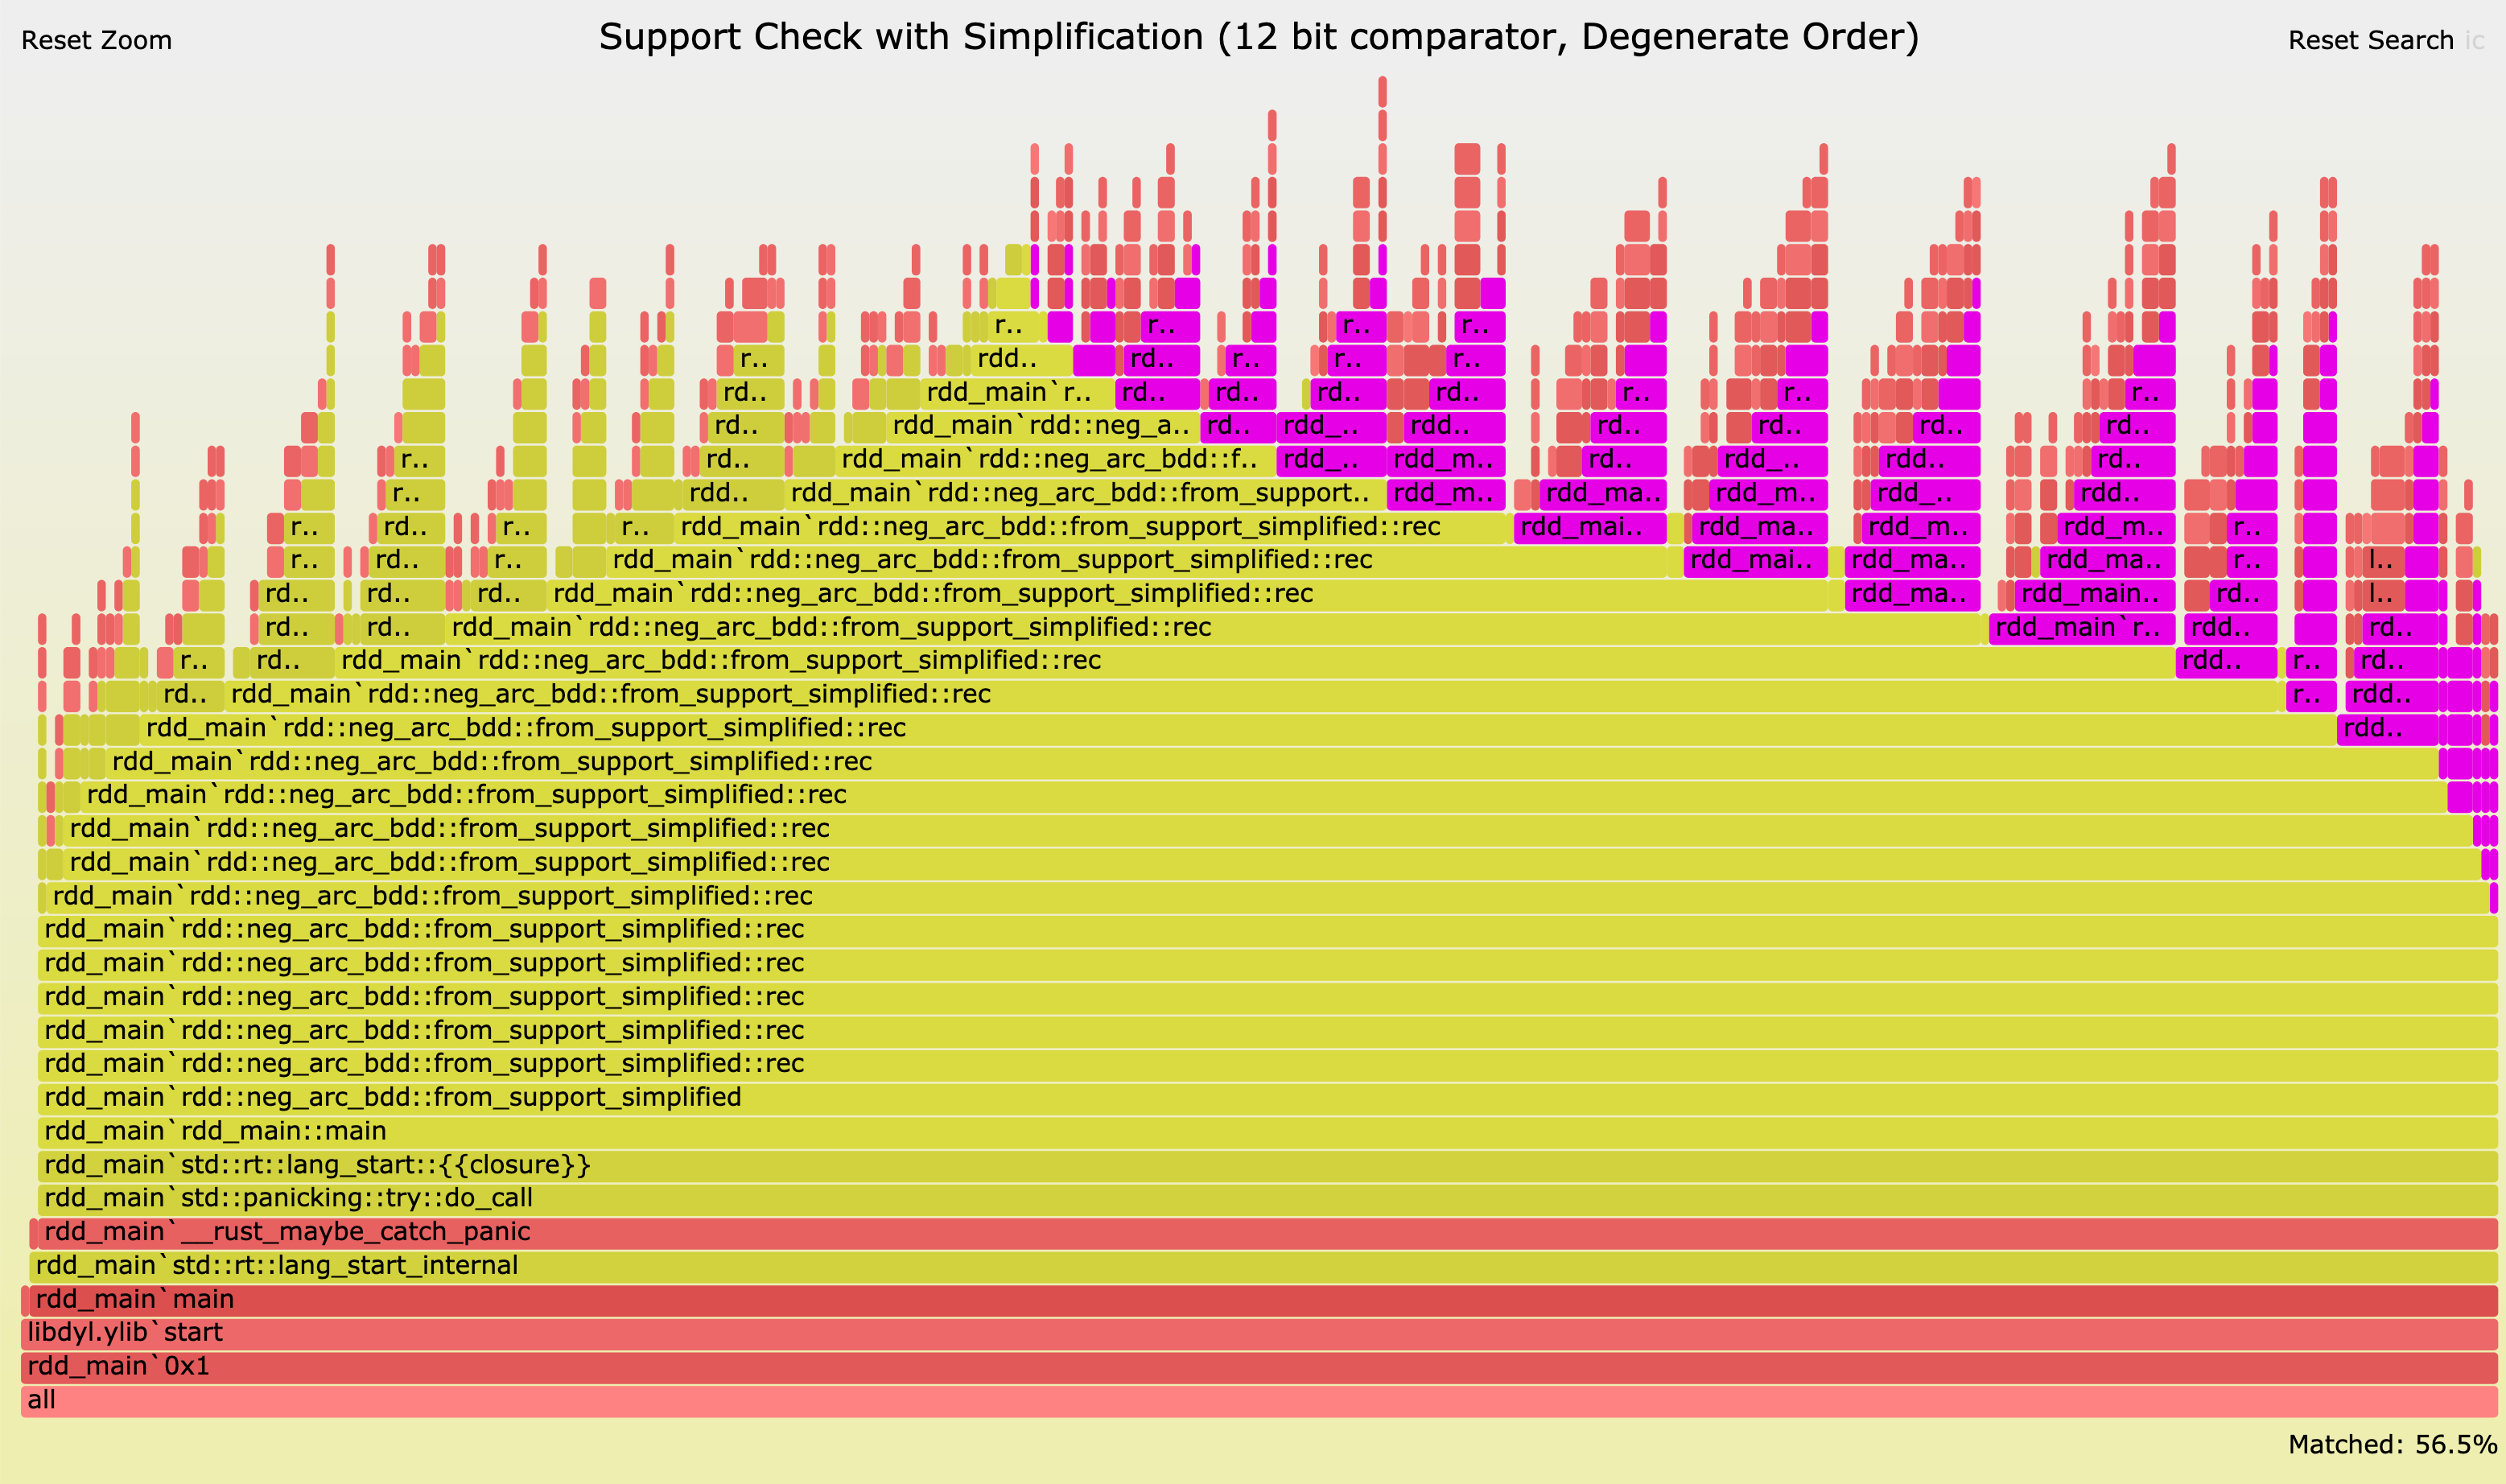 Reset Zoom
Support Check with Simplification (12 bit comparator, Degenerate Order)
Reset Search ic
r.. r.. r.. r..
r.. rdd.. rd.. r.. r.. r..
rd.. rdd_main`r.. rd.. rd.. rd.. rd.. r.. r.. r..
rd.. rdd_main`rdd::neg_a.. rd.. rdd_.. rdd.. rd.. rd.. rd.. rd..
r.. rd.. rdd_main`rdd::neg_arc_bdd::f.. rdd_.. rdd_m.. rd.. rdd_.. rdd.. rd..
r.. rdd.. rdd_main`rdd::neg_arc_bdd::from_support.. rdd_m.. rdd_ma.. rdd_m.. rdd_.. rdd..
r.. rd.. r.. r.. rdd_main`rdd::neg_arc_bdd::from_support_simplified::rec rdd_mai.. rdd_ma.. rdd_m.. rdd_m.. r..
r.. rd.. r.. rdd_main`rdd::neg_arc_bdd::from_support_simplified::rec rdd_mai.. rdd_ma.. rdd_ma.. r.. l..
rd.. rd.. rd.. rdd_main`rdd::neg_arc_bdd::from_support_simplified::rec rdd_ma.. rdd_main.. rd.. l..
rd.. rd.. rdd_main`rdd::neg_arc_bdd::from_support_simplified::rec rdd_main`r.. rdd.. rd..
r.. rd.. rdd_main`rdd::neg_arc_bdd::from_support_simplified::rec rdd.. r.. rd..
rd.. rdd_main`rdd::neg_arc_bdd::from_support_simplified::rec r.. rdd..
rdd_main`rdd::neg_arc_bdd::from_support_simplified::rec rdd..
rdd_main`rdd::neg_arc_bdd::from_support_simplified::rec
rdd_main`rdd::neg_arc_bdd::from_support_simplified::rec
rdd_main`rdd::neg_arc_bdd::from_support_simplified::rec
rdd_main`rdd::neg_arc_bdd::from_support_simplified::rec
rdd_main`rdd::neg_arc_bdd::from_support_simplified::rec
rdd_main`rdd::neg_arc_bdd::from_support_simplified::rec
rdd_main`rdd::neg_arc_bdd::from_support_simplified::rec
rdd_main`rdd::neg_arc_bdd::from_support_simplified::rec
rdd_main`rdd::neg_arc_bdd::from_support_simplified::rec
rdd_main`rdd::neg_arc_bdd::from_support_simplified::rec
rdd_main`rdd::neg_arc_bdd::from_support_simplified
rdd_main`rdd_main::main
rdd_main`std::rt::lang_start::{{closure}}
rdd_main`std::panicking::try::do_call
rdd_main`__rust_maybe_catch_panic
rdd_main`std::rt::lang_start_internal
rdd_main`main
libdyl.ylib`start
rdd_main`0x1
all
Matched: 56.5%